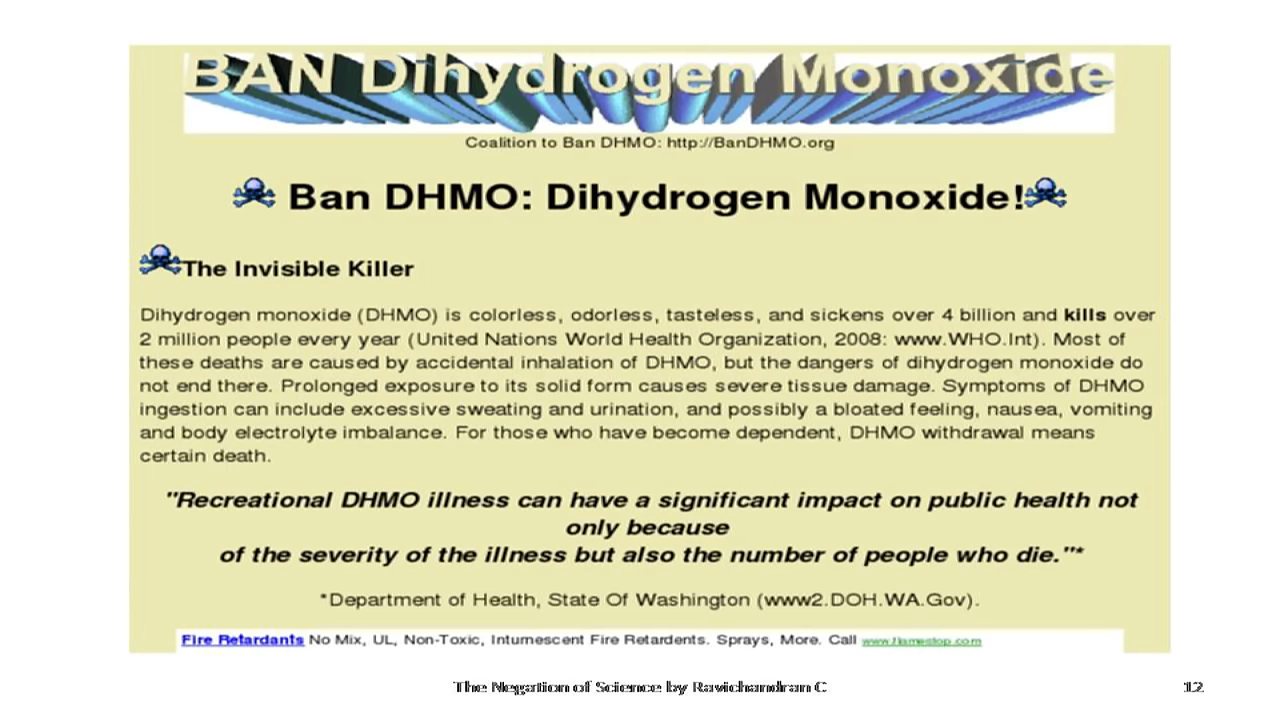 BAN Dihydrogen Monoxide
Coalition to Ban DHMO: http://BanDHMO.org
Ban DHMO: Dihydrogen Monoxide!
The Invisible Killer
Dihydrogen monoxide (DHMO) is colorless, odorless, tasteless, and sickens over 4 billion and kills over
2 million people every year (United Nations World Health Organization, 2008: www.WHO.Int). Most of
these deaths are caused by accidental inhalation of DHMO, but the dangers of dihydrogen monoxide do
not end there. Prolonged exposure to its solid form causes severe tissue damage. Symptoms of DHMO
ingestion can include excessive sweating and urination, and possibly a bloated feeling, nausea, vomiting
and body electrolyte imbalance. For those who have become dependent, DHMO withdrawal means
certain death.
"Recreational DHMO illness can have a significant impact on public health not
only because
of the severity of the illness but also the number of people who die."*
*Department of Health, State Of Washington (www2.DOH.WA.Gov).
Fire Retardants No Mix, UL, Non-Toxic, Intumescent Fire Retardents. Sprays, More. Call www.flamestop.com
The Negation of Science by Ravichandran C
12